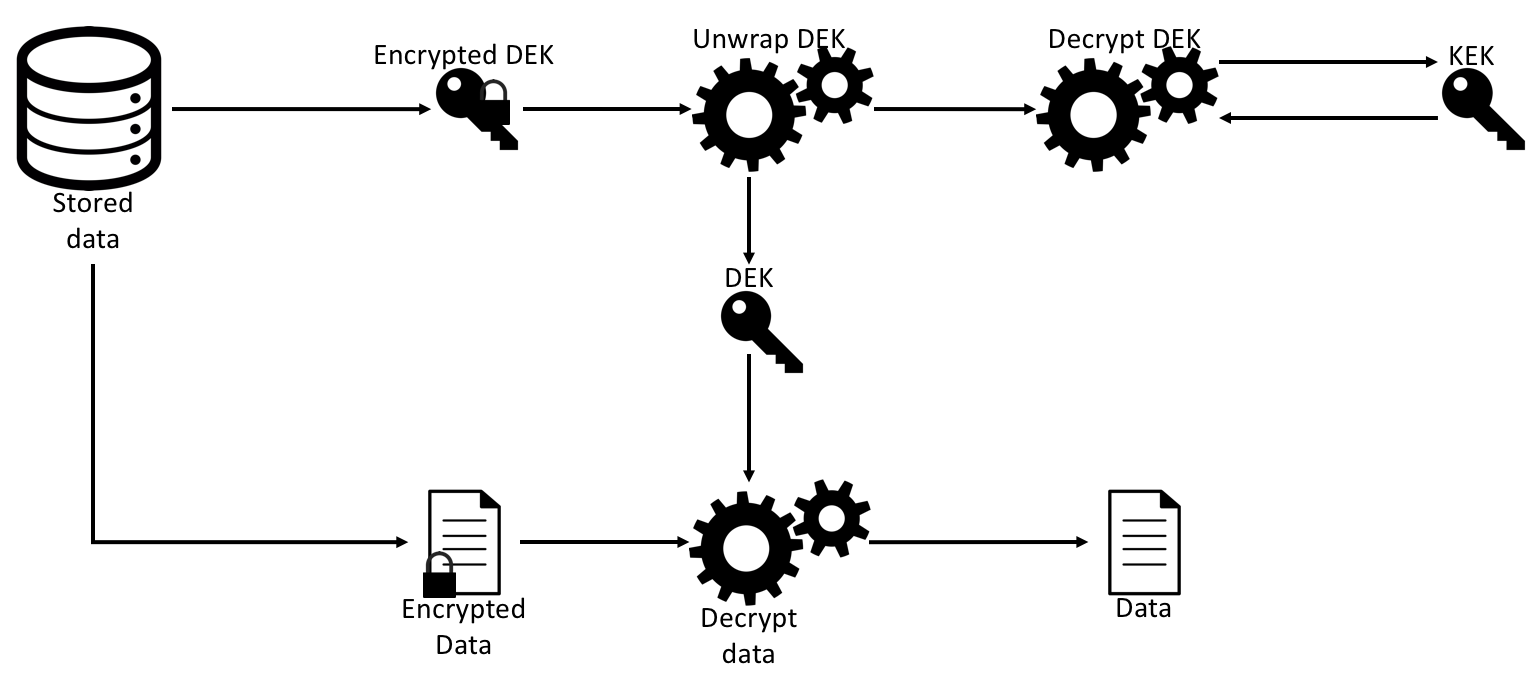 Encrypted DEK
Unwrap DEK
Decrypt DEK
KEK
Stored
data
DEK
Encrypted
Data
Decrypt
data
Data